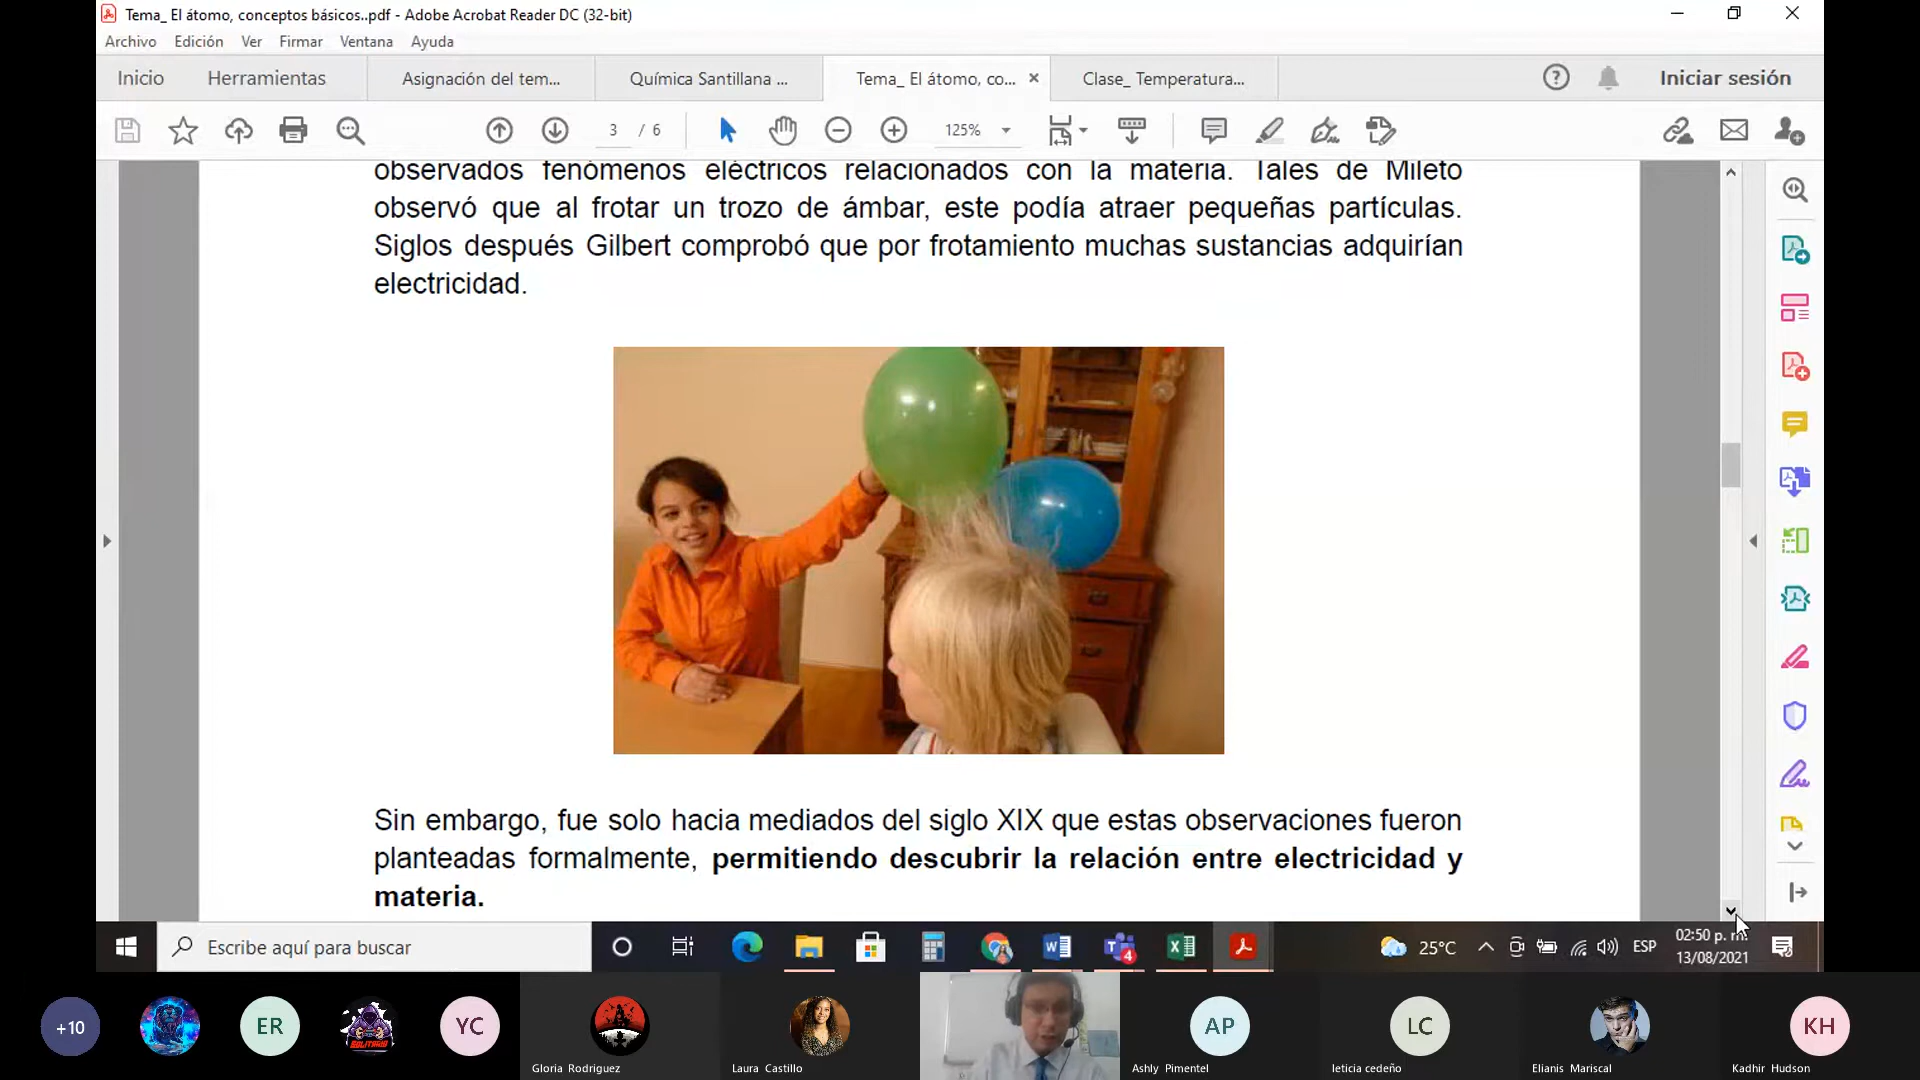 Tema_ El átomo, conceptos básicos..pdf - Adobe Acrobat Reader DC (32-bit)
Archivo Edición Ver Firmar Ventana Ayuda
Inicio Herramientas Asignación del tem... Química Santillana ... Tema_ El átomo, co... × Clase_ Temperatura... Iniciar sesión
3 / 6 125%
observados fenómenos eléctricos relacionados con la materia. Tales de Mileto
observó que al frotar un trozo de ámbar, este podía atraer pequeñas partículas.
Siglos después Gilbert comprobó que por frotamiento muchas sustancias adquirían
electricidad.
Sin embargo, fue solo hacia mediados del siglo XIX que estas observaciones fueron
planteadas formalmente, permitiendo descubrir la relación entre electricidad y
materia.
Escribe aquí para buscar
4
25°C
ESP
02:50 p. m.
13/08/2021
+10 ER SOLITARIO YC AP LC KH
Gloria Rodriguez Laura Castillo Ashly Pimentel leticia cedeño Elianis Mariscal Kadhir Hudson